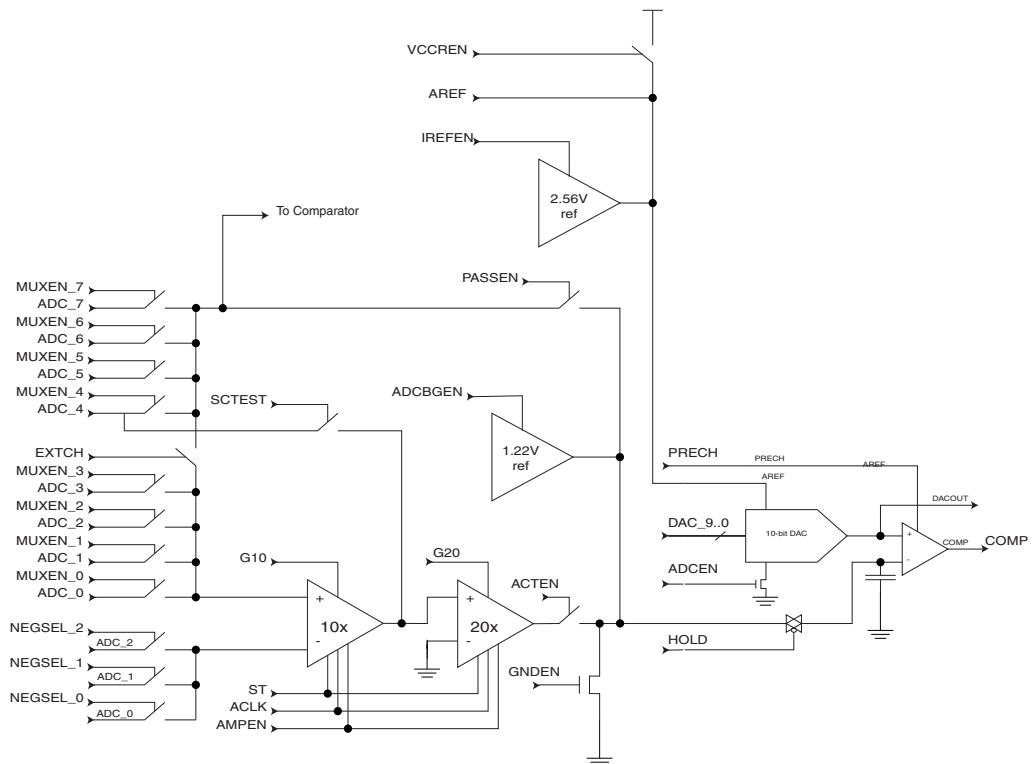 VCCREN
AREF
IREFEN
2.56V
ref
To Comparator
PASSEN
MUXEN_7
ADC_7
MUXEN_6
ADC_6
MUXEN_5
ADC_5
MUXEN_4
ADC_4
SCTEST
ADCBGEN
1.22V
ref
EXTCH
MUXEN_3
ADC_3
MUXEN_2
ADC_2
MUXEN_1
ADC_1
MUXEN_0
ADC_0
PRECH
PRECH
AREF
AREF
DACOUT
DAC_9..0
10-bit DAC
+
-
COMP
COMP
ADCEN
G10
G20
ACTEN
+
10x
-
+
20x
-
NEGSEL_2
ADC_2
NEGSEL_1
ADC_1
NEGSEL_0
ADC_0
HOLD
GNDEN
ST
ACLK
AMPEN